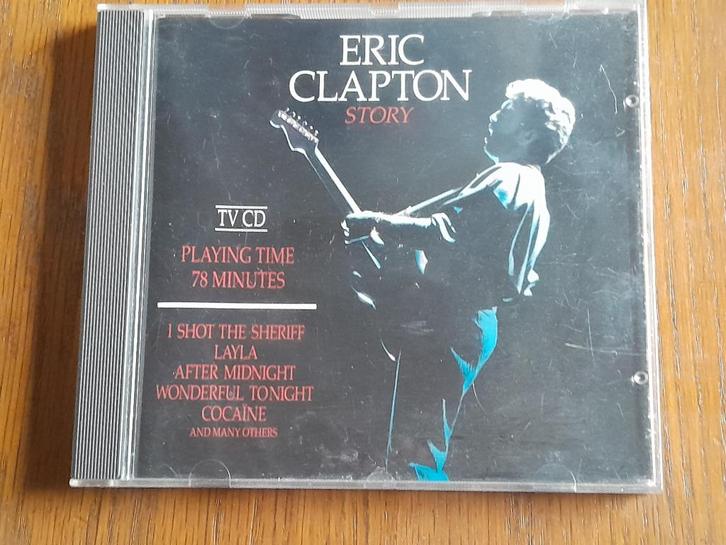 ERIC
CLAPTON
STORY
TV CD
PLAYING TIME
78 MINUTES
I SHOT THE SHERIFF
LAYLA
AFTER MIDNIGHT
WONDERFUL TONIGHT
COCAÏNE
AND MANY OTHERS